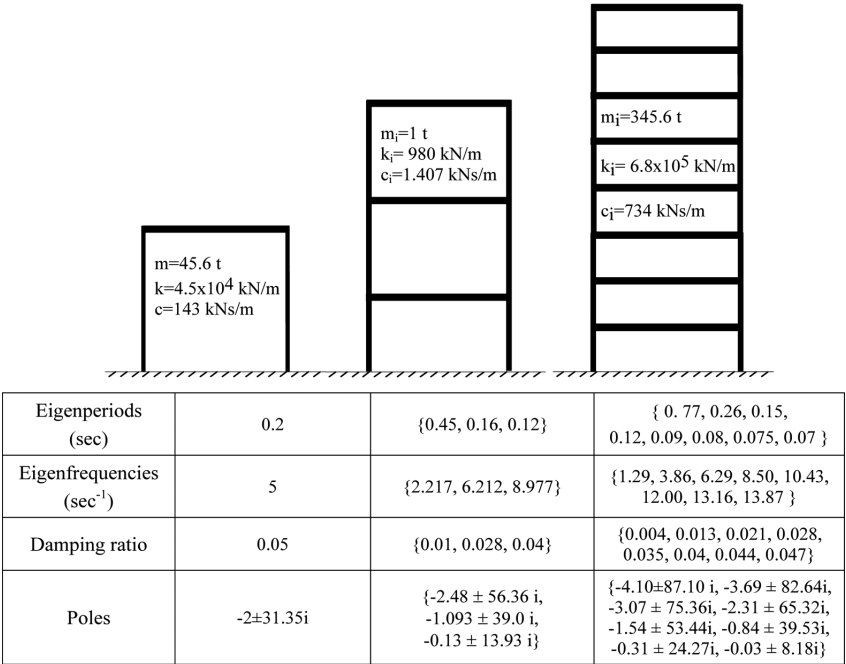 m=45.6 t
k=4.5x10⁴ kN/m
c=143 kNs/m
mᵢ=1 t
kᵢ= 980 kN/m
cᵢ=1.407 kNs/m
mi=345.6 t
ki= 6.8x10⁵ kN/m
ci=734 kNs/m
Eigenperiods
(sec)
0.2
{0.45, 0.16, 0.12}
{ 0. 77, 0.26, 0.15,
0.12, 0.09, 0.08, 0.075, 0.07 }
Eigenfrequencies
(sec⁻¹)
5
{2.217, 6.212, 8.977}
{1.29, 3.86, 6.29, 8.50, 10.43,
12.00, 13.16, 13.87 }
Damping ratio
0.05
{0.01, 0.028, 0.04}
{0.004, 0.013, 0.021, 0.028,
0.035, 0.04, 0.044, 0.047}
Poles
-2±31.35i
{-2.48 ± 56.36 i,
-1.093 ± 39.0 i,
-0.13 ± 13.93 i}
{-4.10±87.10 i, -3.69 ± 82.64i,
-3.07 ± 75.36i, -2.31 ± 65.32i,
-1.54 ± 53.44i, -0.84 ± 39.53i,
-0.31 ± 24.27i, -0.03 ± 8.18i}